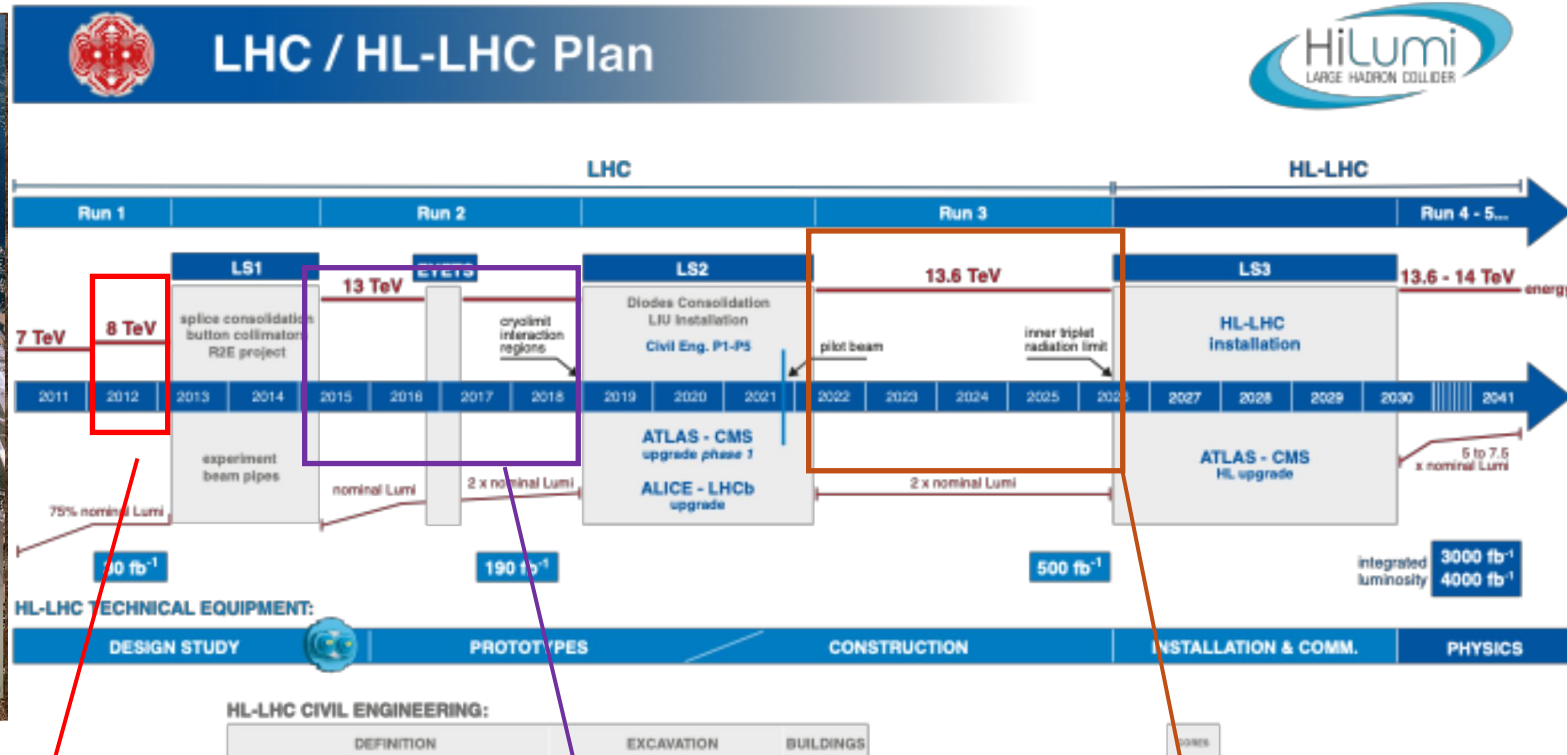 LHC / HL-LHC Plan
HiLumi
LARGE HADRON COLLIDER
LHC
HL-LHC
Run 1
Run 2
Run 3
Run 4 - 5...
LS1
EYETS
LS2
LS3
13 TeV
13.6 TeV
13.6 - 14 TeV
energy
7 TeV
8 TeV
splice consolidation
button collimators
R2E project
cryolimit
interaction
regions
Diodes Consolidation
LIU Installation
Civil Eng. P1-P5
pilot beam
inner triplet
radiation limit
HL-LHC
installation
2011 2012 2013 2014 2015 2016 2017 2018 2019 2020 2021 2022 2023 2024 2025 2026 2027 2028 2029 2030 2041
experiment
beam pipes
ATLAS - CMS
upgrade phase 1
ALICE - LHCb
upgrade
ATLAS - CMS
HL upgrade
5 to 7.5
x nominal Lumi
75% nominal Lumi
nominal Lumi
2 x nominal Lumi
2 x nominal Lumi
30 fb-1
190 fb-1
500 fb-1
integrated
luminosity
3000 fb-1
4000 fb-1
HL-LHC TECHNICAL EQUIPMENT:
DESIGN STUDY
PROTOTYPES
CONSTRUCTION
INSTALLATION & COMM.
PHYSICS
HL-LHC CIVIL ENGINEERING:
DEFINITION
EXCAVATION
BUILDINGS